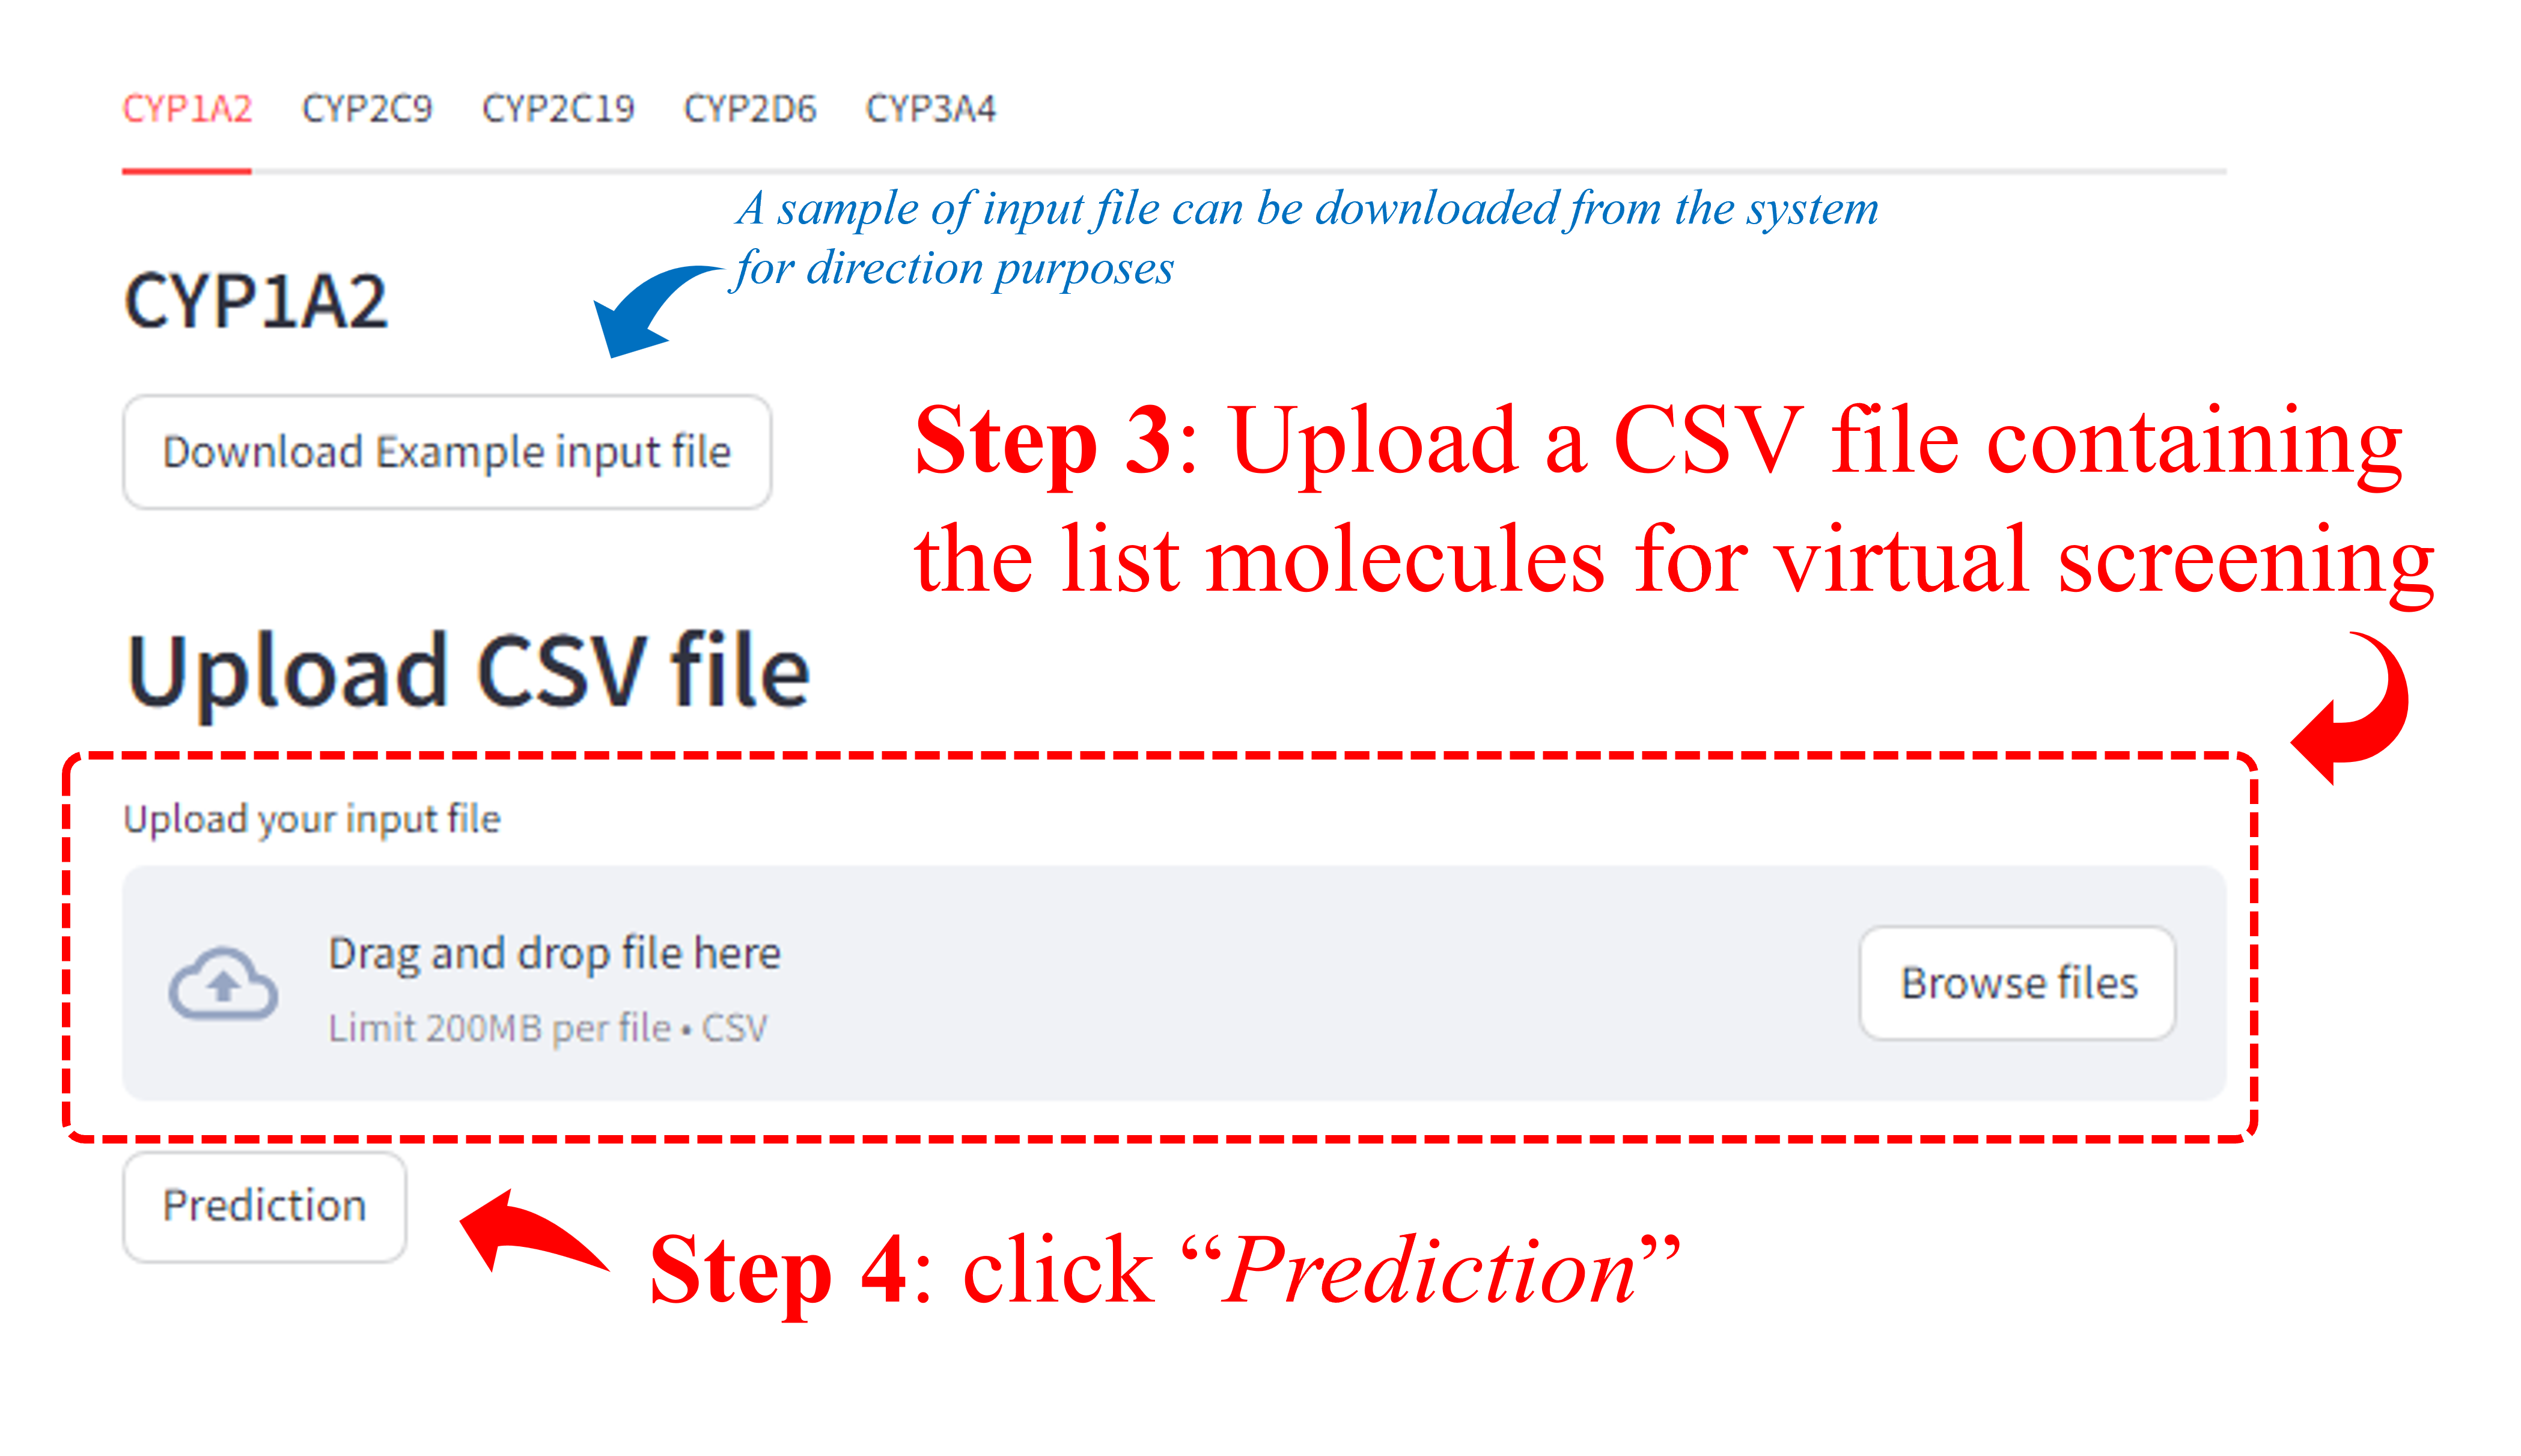 CYP1A2 CYP2C9 CYP2C19 CYP2D6 CYP3A4
A sample of input file can be downloaded from the system
for direction purposes
CYP1A2
Download Example input file
Step 3: Upload a CSV file containing
the list molecules for virtual screening
Upload CSV file
Upload your input file
Drag and drop file here
Limit 200MB per file • CSV
Browse files
Prediction
Step 4: click “Prediction”